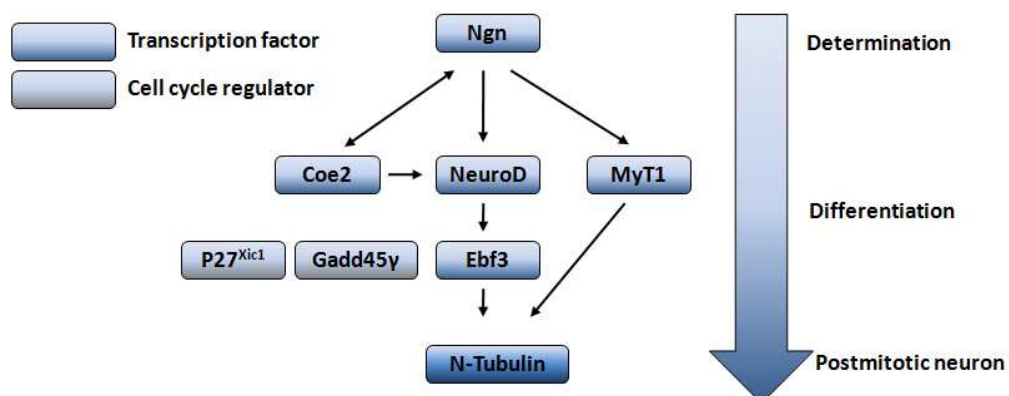 Transcription factor
Cell cycle regulator
Ngn
Determination
Coe2
NeuroD
MyT1
Differentiation
P27Xic1
Gadd45γ
Ebf3
N-Tubulin
Postmitotic neuron